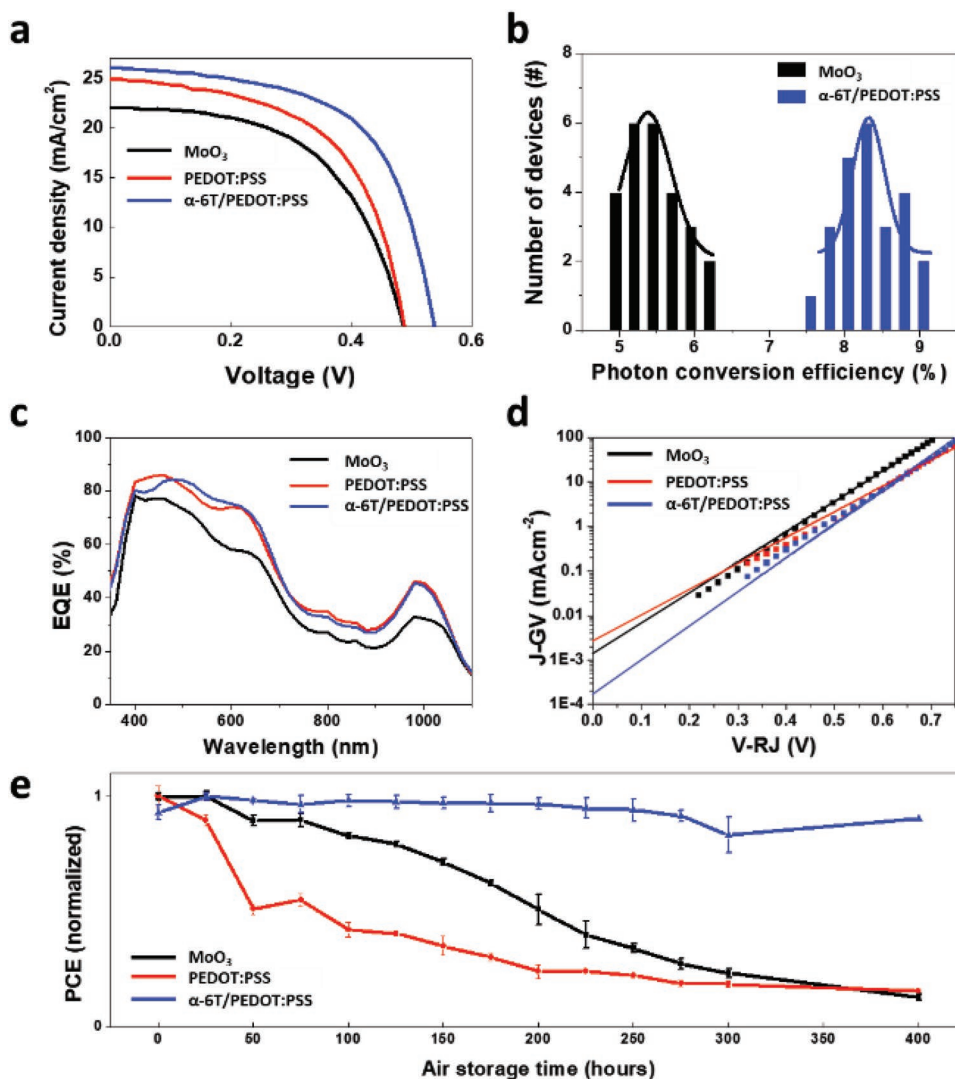 a
Current density (mA/cm²)
25
20
15
10
5
0
MoO₃
PEDOT:PSS
α-6T/PEDOT:PSS
0.0
0.2
0.4
0.6
Voltage (V)
b
Number of devices (#)
8
6
4
2
0
MoO₃
α-6T/PEDOT:PSS
5
6
7
8
9
Photon conversion efficiency (%)
c
EQE (%)
100
80
60
40
20
0
MoO₃
PEDOT:PSS
α-6T/PEDOT:PSS
400
600
800
1000
Wavelength (nm)
d
J-GV (mAcm⁻²)
100
10
1
0.1
0.01
1E-3
1E-4
MoO₃
PEDOT:PSS
α-6T/PEDOT:PSS
0.0
0.1
0.2
0.3
0.4
0.5
0.6
0.7
V-RJ (V)
e
PCE (normalized)
1
0
MoO₃
PEDOT:PSS
α-6T/PEDOT:PSS
0
50
100
150
200
250
300
350
400
Air storage time (hours)